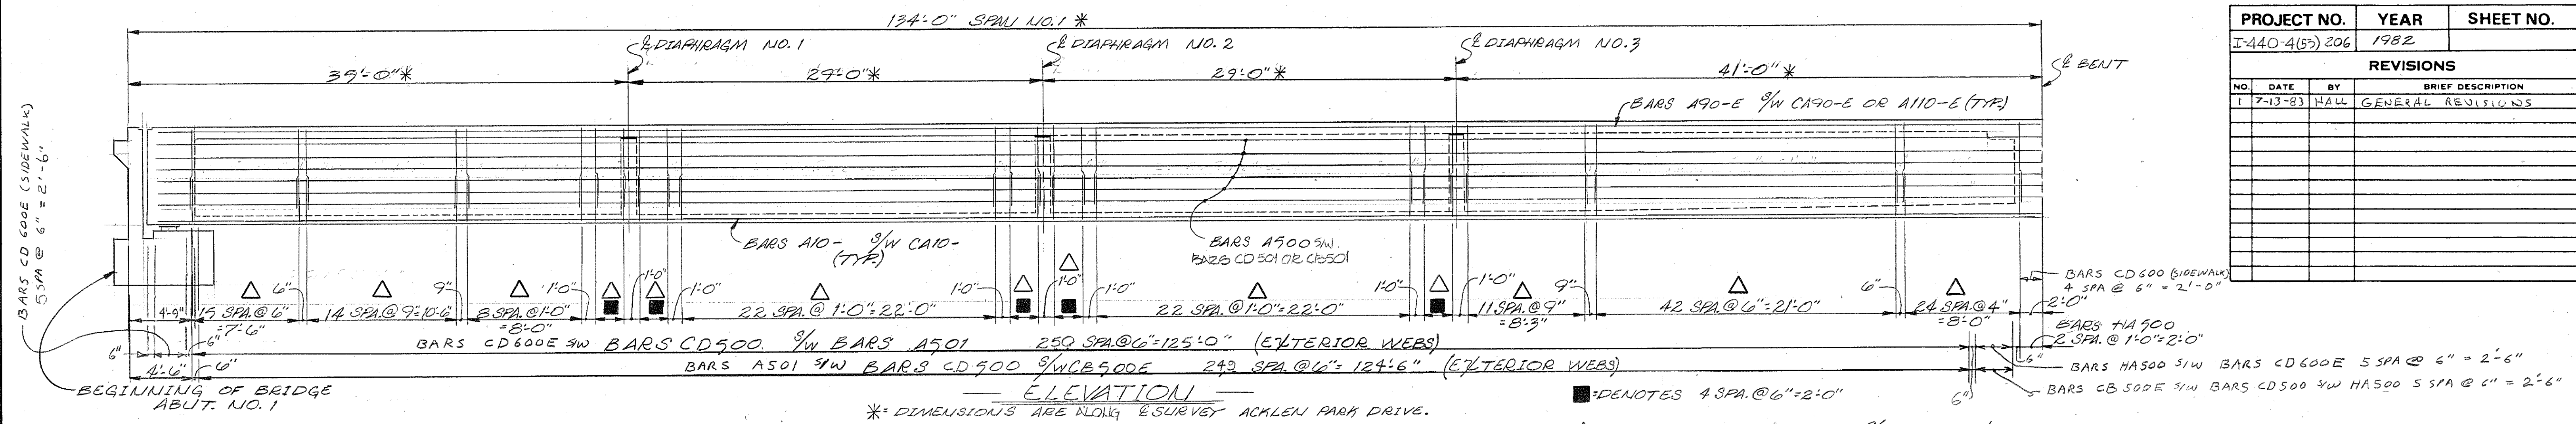 134'-0" SPAN NO. 1 *
℄ DIAPHRAGM NO. 1
℄ DIAPHRAGM NO. 2
℄ DIAPHRAGM NO. 3
℄ BENT
35'-0"*
29'-0"*
29'-0"*
41'-0"*
PROJECT NO. YEAR SHEET NO.
I-440-4(53) 206 1982
REVISIONS
NO. DATE BY BRIEF DESCRIPTION
1 7-13-83 HALL GENERAL REVISIONS
BARS CD 600E (SIDEWALK)
5 SPA @ 6" = 2'-6"
BARS A90-E S/W CA90-E OR A110-E (TYP.)
BARS A10- S/W CA10-
(TYP.)
BARS A500 S/W
BARS CD 501 OR CB501
6" 9" 1'-0" 1'-0" 1'-0" 1'-0" 1'-0" 1'-0" 1'-0" 1'-0" 9" 6"
4'-9" 15 SPA.@6" 14 SPA.@9"=10'-6" 8 SPA.@1'-0" 22 SPA.@ 1'-0"=22'-0" 22 SPA.@1'-0"=22'-0" 11 SPA.@9" 42 SPA.@6"=21'-0" 24 SPA.@4"
=7'-6" =8'-0" =8'-3" =8'-0"
BARS CD600 (SIDEWALK)
4 SPA @ 6" = 2'-0"
2'-0"
BARS HA500
2 SPA. @ 1'-0"=2'-0"
6" 6" BARS CD600E S/W BARS CD500 S/W BARS A501 250 SPA@6"=125'-0" (EXTERIOR WEBS)
6" BARS HA500 S/W BARS CD600E 5 SPA @ 6" = 2'-6"
4'-6" 6" BARS A501 S/W BARS CD500 S/W CB500E 249 SPA.@6"= 124'-6" (EXTERIOR WEBS)
6" BARS CB 500E S/W BARS CD500 S/W HA500 5 SPA @ 6" = 2'-6"
BEGINNING OF BRIDGE
ABUT. NO. 1
ELEVATION
*= DIMENSIONS ARE ALONG ℄ SURVEY ACKLEN PARK DRIVE.
■=DENOTES 4 SPA.@6"=2'-0"